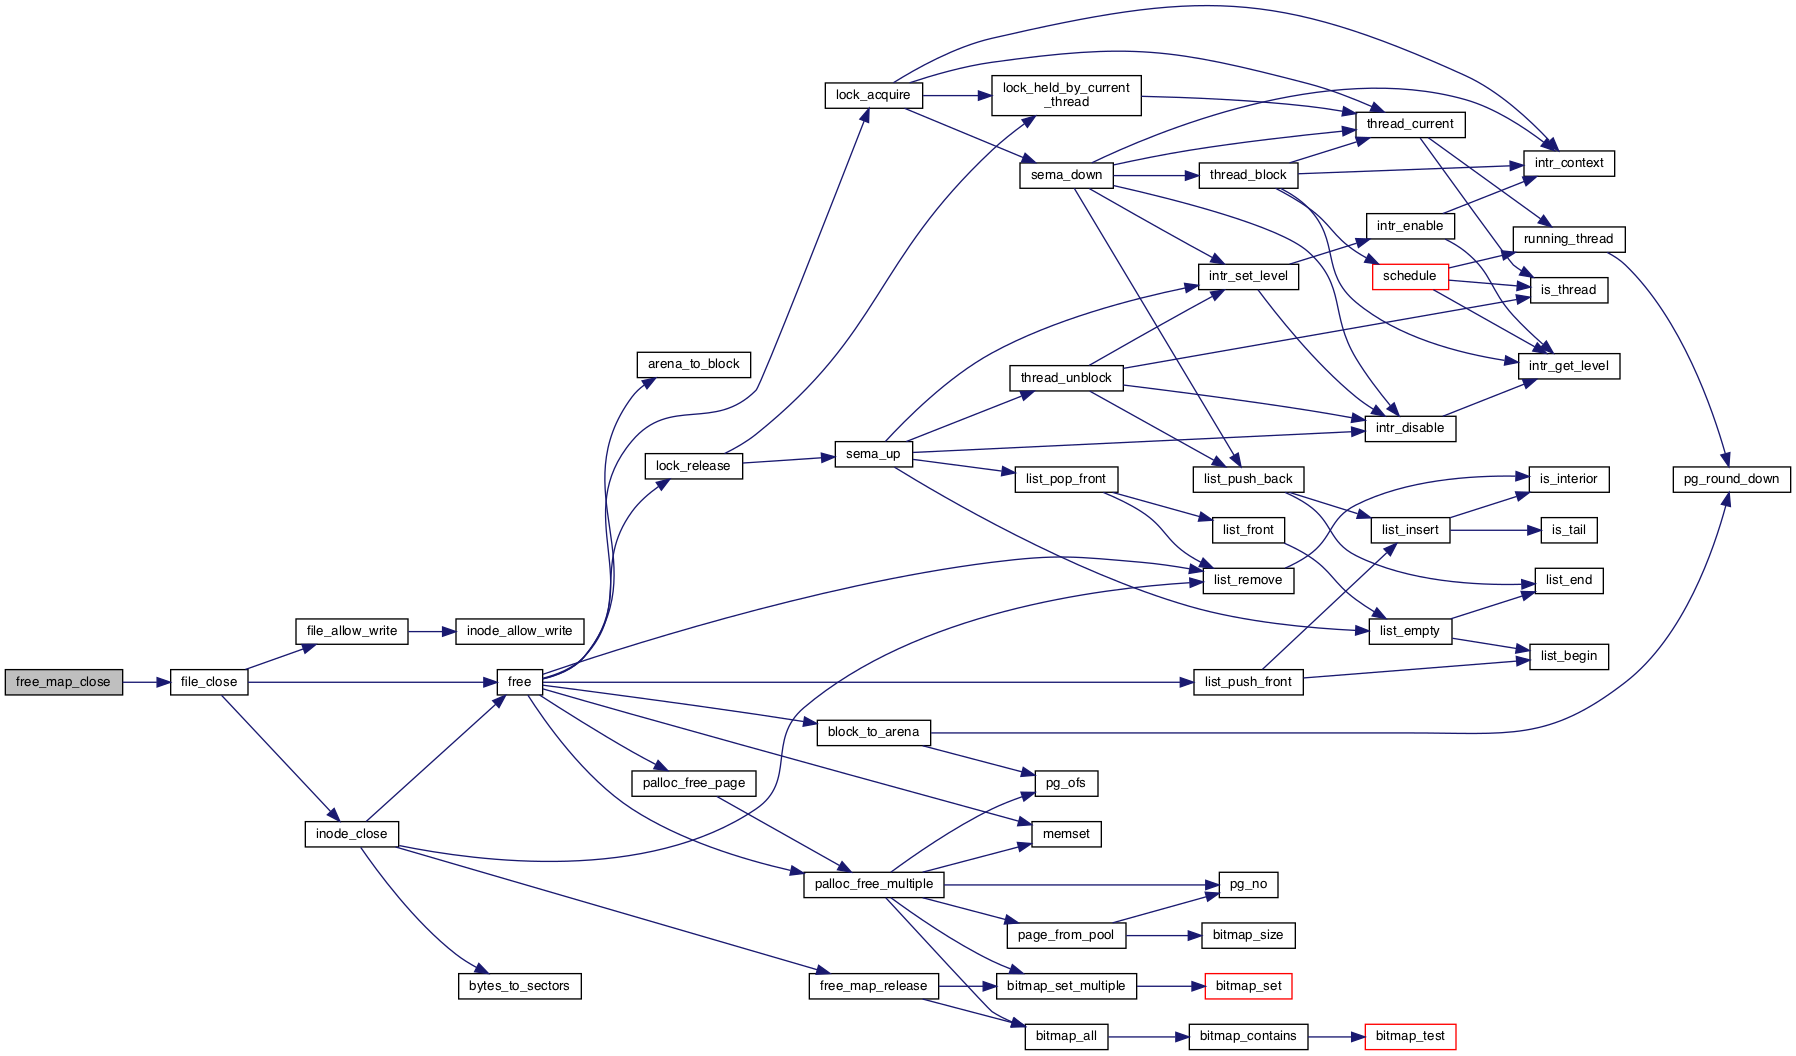 lock_acquire
lock_held_by_current
_thread
thread_current
intr_context
sema_down
thread_block
intr_enable
running_thread
intr_set_level
schedule
is_thread
arena_to_block
thread_unblock
intr_get_level
intr_disable
lock_release
sema_up
list_pop_front
list_push_back
is_interior
pg_round_down
list_front
list_insert
is_tail
list_remove
list_end
file_allow_write
inode_allow_write
list_empty
list_begin
free_map_close
file_close
free
list_push_front
block_to_arena
palloc_free_page
pg_ofs
inode_close
memset
palloc_free_multiple
pg_no
page_from_pool
bitmap_size
bytes_to_sectors
free_map_release
bitmap_set_multiple
bitmap_set
bitmap_all
bitmap_contains
bitmap_test